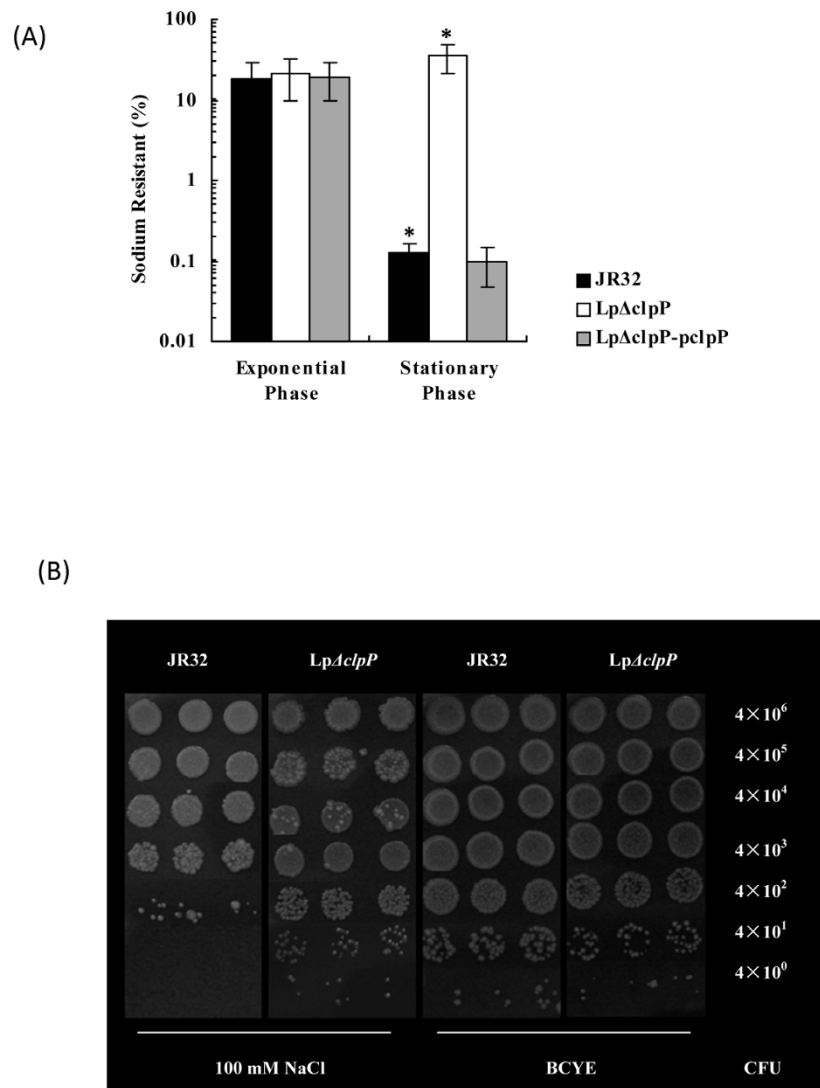 (A)
Sodium Resistant (%)
100
10
1
0.1
0.01
*
*
Exponential
Phase
Stationary
Phase
JR32
LpΔclpP
LpΔclpP-pclpP
(B)
JR32 LpΔclpP JR32 LpΔclpP
4×10⁶
4×10⁵
4×10⁴
4×10³
4×10²
4×10¹
4×10⁰
100 mM NaCl BCYE CFU